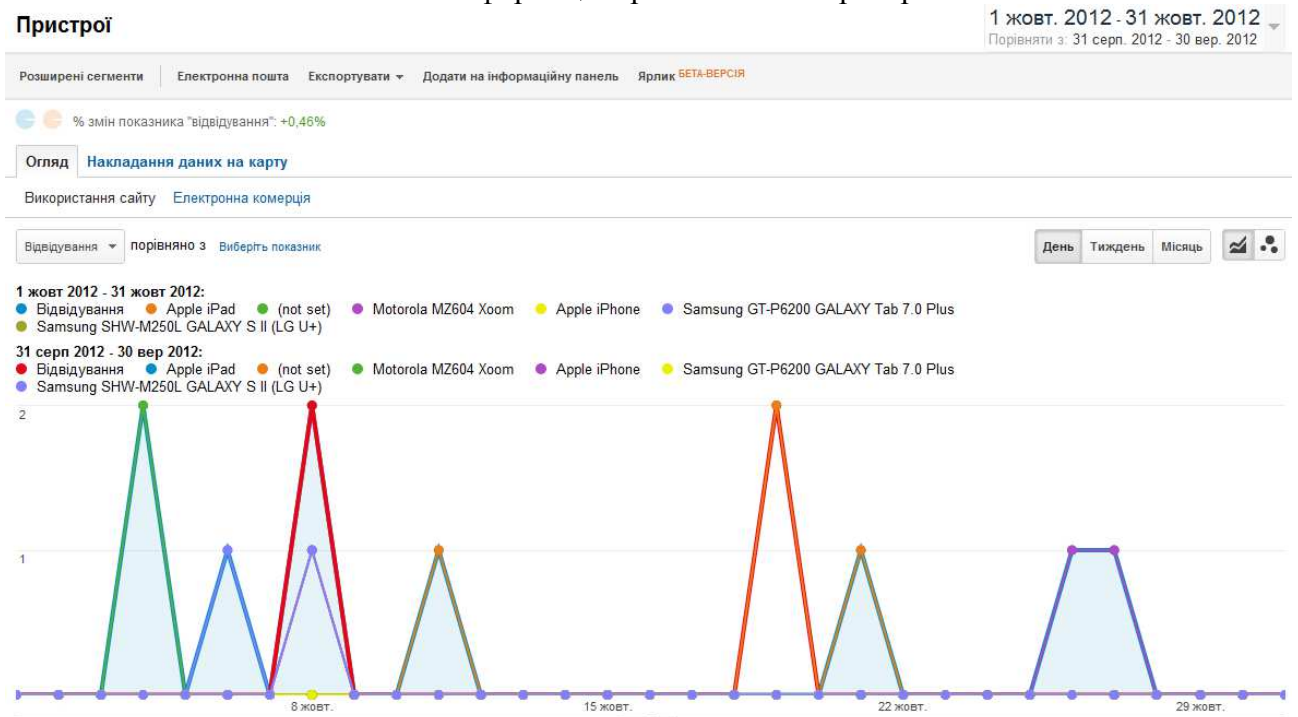 Пристрої
1 жовт. 2012 - 31 жовт. 2012
Порівняти з: 31 серп. 2012 - 30 вер. 2012
Розширені сегменти Електронна пошта Експортувати Додати на інформаційну панель Ярлик БЕТА-ВЕРСІЯ
% змін показника "відвідування": +0,46%
Огляд Накладання даних на карту
Використання сайту Електронна комерція
Відвідування порівняно з Виберіть показник День Тиждень Місяць
1 жовт 2012 - 31 жовт 2012:
Відвідування Apple iPad (not set) Motorola MZ604 Xoom Apple iPhone Samsung GT-P6200 GALAXY Tab 7.0 Plus
Samsung SHW-M250L GALAXY S II (LG U+)
31 серп 2012 - 30 вер 2012:
Відвідування Apple iPad (not set) Motorola MZ604 Xoom Apple iPhone Samsung GT-P6200 GALAXY Tab 7.0 Plus
Samsung SHW-M250L GALAXY S II (LG U+)
2
1
8 жовт. 15 жовт. 22 жовт. 29 жовт.